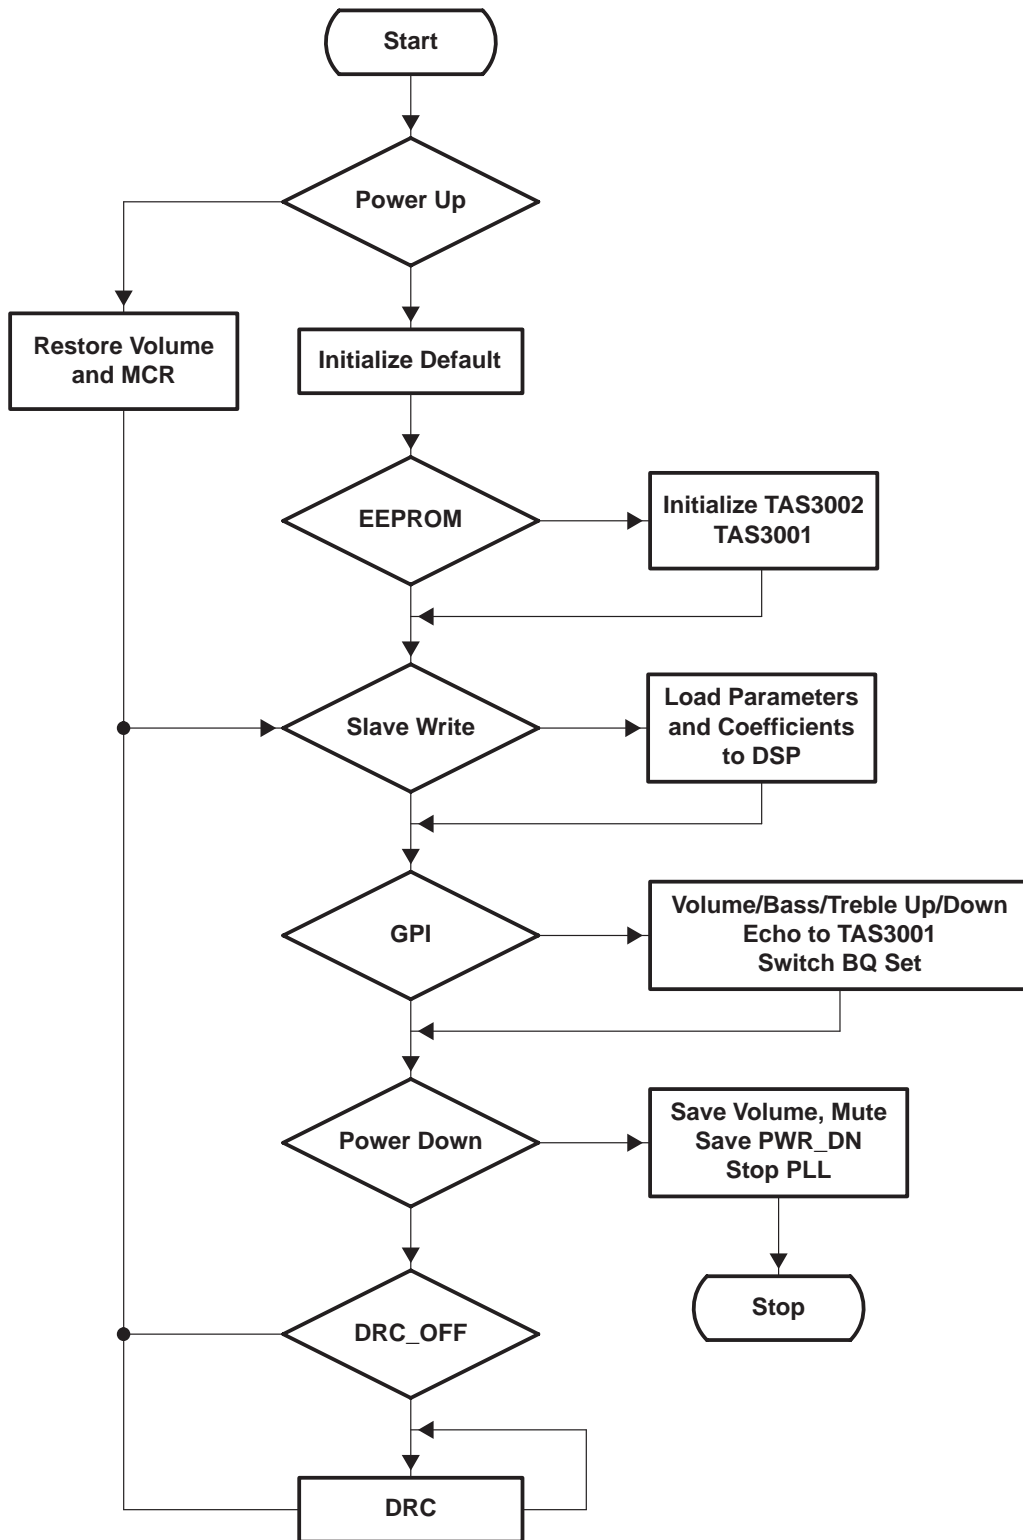 Start
Power Up
Restore Volume
and MCR
Initialize Default
EEPROM
Initialize TAS3002
TAS3001
Slave Write
Load Parameters
and Coefficients
to DSP
GPI
Volume/Bass/Treble Up/Down
Echo to TAS3001
Switch BQ Set
Power Down
Save Volume, Mute
Save PWR_DN
Stop PLL
DRC_OFF
Stop
DRC